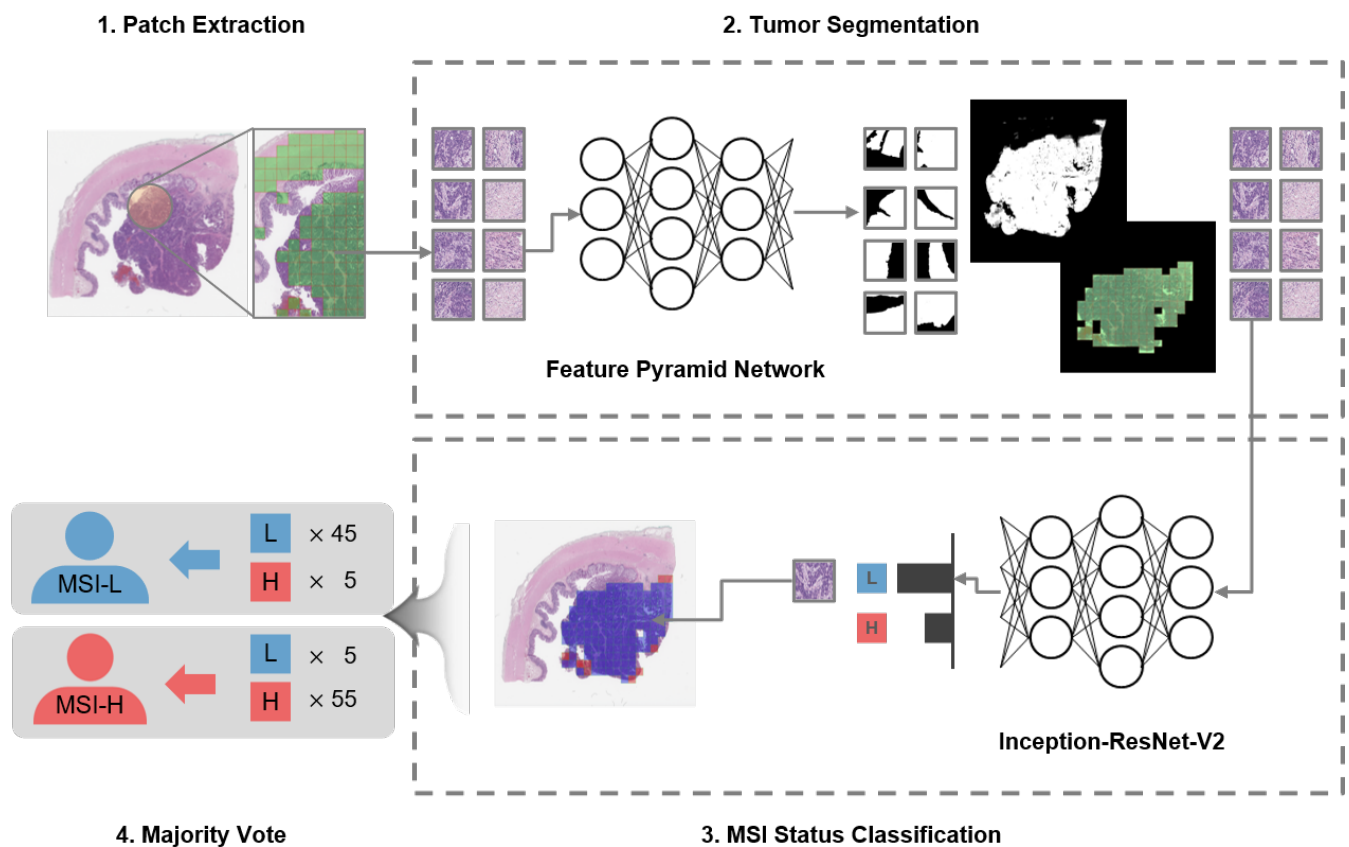 1. Patch Extraction
2. Tumor Segmentation
Feature Pyramid Network
MSI-L
L × 45
H × 5
MSI-H
L × 5
H × 55
L
H
Inception-ResNet-V2
4. Majority Vote
3. MSI Status Classification